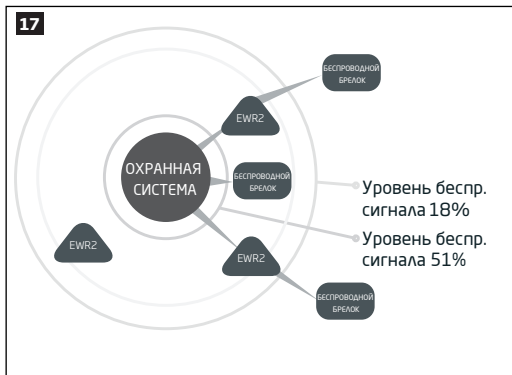 17
БЕСПРОВОДНОЙ
БРЕЛОК
EWR2
ОХРАННАЯ
СИСТЕМА
БЕСПРОВОДНОЙ
БРЕЛОК
Уровень беспр.
сигнала 18%
Уровень беспр.
сигнала 51%
EWR2
EWR2
БЕСПРОВОДНОЙ
БРЕЛОК